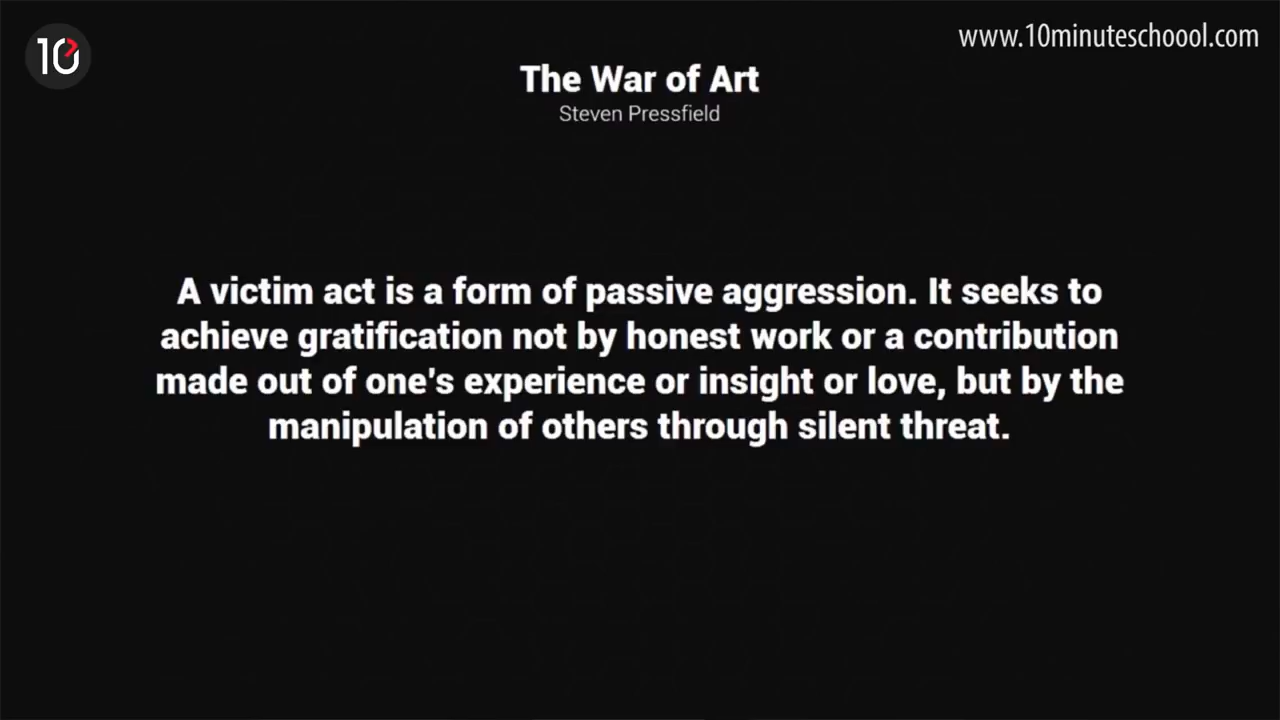 10
www.10minuteschoool.com
The War of Art
Steven Pressfield
A victim act is a form of passive aggression. It seeks to
achieve gratification not by honest work or a contribution
made out of one's experience or insight or love, but by the
manipulation of others through silent threat.